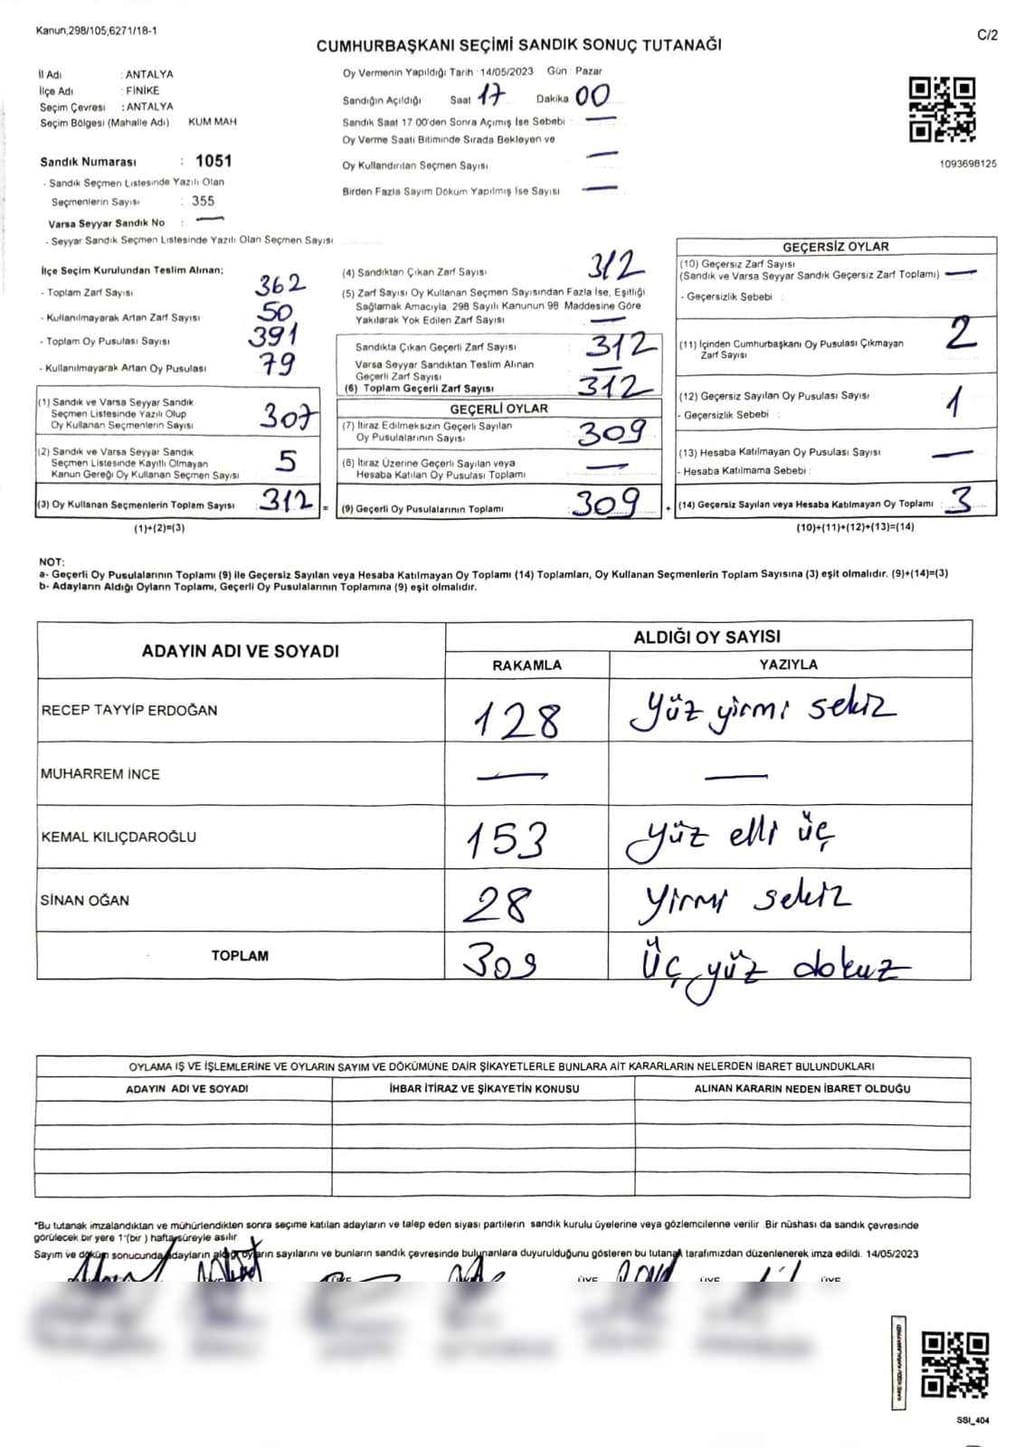 Kanun,298/105,6271/18-1
C/2
CUMHURBAŞKANI SEÇİMİ SANDIK SONUÇ TUTANAĞI
İl Adı : ANTALYA
İlçe Adı : FİNİKE
Seçim Çevresi : ANTALYA
Seçim Bölgesi (Mahalle Adı) KUM MAH
Sandık Numarası : 1051
- Sandık Seçmen Listesinde Yazılı Olan
Seçmenlerin Sayısı : 355
Varsa Seyyar Sandık No : —
- Seyyar Sandık Seçmen Listesinde Yazılı Olan Seçmen Sayısı
Oy Vermenin Yapıldığı Tarih : 14/05/2023 Gün : Pazar
Sandığın Açıldığı Saat 17 Dakika 00
Sandık Saat 17 00'den Sonra Açımış İse Sebebi : —
Oy Verme Saati Bitiminde Sırada Bekleyen ve
Oy Kullandırılan Seçmen Sayısı —
Birden Fazla Sayım Döküm Yapılmış İse Sayısı —
1093698125
İlçe Seçim Kurulundan Teslim Alınan;
- Toplam Zarf Sayısı : 362
- Kullanılmayarak Artan Zarf Sayısı : 50
- Toplam Oy Pusulası Sayısı : 391
- Kullanılmayarak Artan Oy Pusulası : 79
(1) Sandık ve Varsa Seyyar Sandık
Seçmen Listesinde Yazılı Olup
Oy Kullanan Seçmenlerin Sayısı : 307
(2) Sandık ve Varsa Seyyar Sandık
Seçmen Listesinde Kayıtlı Olmayan
Kanun Gereği Oy Kullanan Seçmen Sayısı : 5
(3) Oy Kullanan Seçmenlerin Toplam Sayısı : 312 =
(1)+(2)=(3)
(4) Sandıktan Çıkan Zarf Sayısı : 312
(5) Zarf Sayısı Oy Kullanan Seçmen Sayısından Fazla İse, Eşitliği
Sağlamak Amacıyla, 298 Sayılı Kanunun 98 Maddesine Göre
Yakılarak Yok Edilen Zarf Sayısı : —
Sandıkta Çıkan Geçerli Zarf Sayısı : 312
Varsa Seyyar Sandıktan Teslim Alınan
Geçerli Zarf Sayısı : —
(6) Toplam Geçerli Zarf Sayısı : 312
GEÇERLİ OYLAR
(7) İtiraz Edilmeksizin Geçerli Sayılan
Oy Pusulalarının Sayısı : 309
(8) İtiraz Üzerine Geçerli Sayılan veya
Hesaba Katılan Oy Pusulası Toplamı : —
(9) Geçerli Oy Pusulalarının Toplamı : 309 +
GEÇERSİZ OYLAR
(10) Geçersiz Zarf Sayısı
(Sandık ve Varsa Seyyar Sandık Geçersiz Zarf Toplamı) : —
- Geçersizlik Sebebi :
(11) İçinden Cumhurbaşkanı Oy Pusulası Çıkmayan
Zarf Sayısı : 2
(12) Geçersiz Sayılan Oy Pusulası Sayısı : 1
- Geçersizlik Sebebi :
(13) Hesaba Katılmayan Oy Pusulası Sayısı : —
- Hesaba Katılmama Sebebi :
(14) Geçersiz Sayılan veya Hesaba Katılmayan Oy Toplamı : 3
(10)+(11)+(12)+(13)=(14)
NOT:
a- Geçerli Oy Pusulalarının Toplamı (9) ile Geçersiz Sayılan veya Hesaba Katılmayan Oy Toplamı (14) Toplamları, Oy Kullanan Seçmenlerin Toplam Sayısına (3) eşit olmalıdır. (9)+(14)=(3)
b- Adayların Aldığı Oyların Toplamı, Geçerli Oy Pusulalarının Toplamına (9) eşit olmalıdır.
ADAYIN ADI VE SOYADI ALDIĞI OY SAYISI
RAKAMLA YAZIYLA
RECEP TAYYİP ERDOĞAN 128 Yüz yirmi sekiz
MUHARREM İNCE — —
KEMAL KILIÇDAROĞLU 153 yüz elli üç
SİNAN OĞAN 28 Yirmi sekiz
TOPLAM 309 Üç yüz dokuz
OYLAMA İŞ VE İŞLEMLERİNE VE OYLARIN SAYIM VE DÖKÜMÜNE DAİR ŞİKAYETLERLE BUNLARA AİT KARARLARIN NELERDEN İBARET BULUNDUKLARI
ADAYIN ADI VE SOYADI İHBAR İTİRAZ VE ŞİKAYETİN KONUSU ALINAN KARARIN NEDEN İBARET OLDUĞU
*Bu tutanak imzalandıktan ve mühürlendikten sonra seçime katılan adayların ve talep eden siyasi partilerin sandık kurulu üyelerine veya gözlemcilerine verilir. Bir nüshası da sandık çevresinde
görülecek bir yere 1 (bir) hafta süreyle asılır.
Sayım ve döküm sonucunda adayların aldığı oyların sayılarını ve bunların sandık çevresinde bulunanlara duyurulduğunu gösteren bu tutanak tarafımızdan düzenlenerek imza edildi. 14/05/2023
ÜYE ÜYE ÜYE
SSI_404